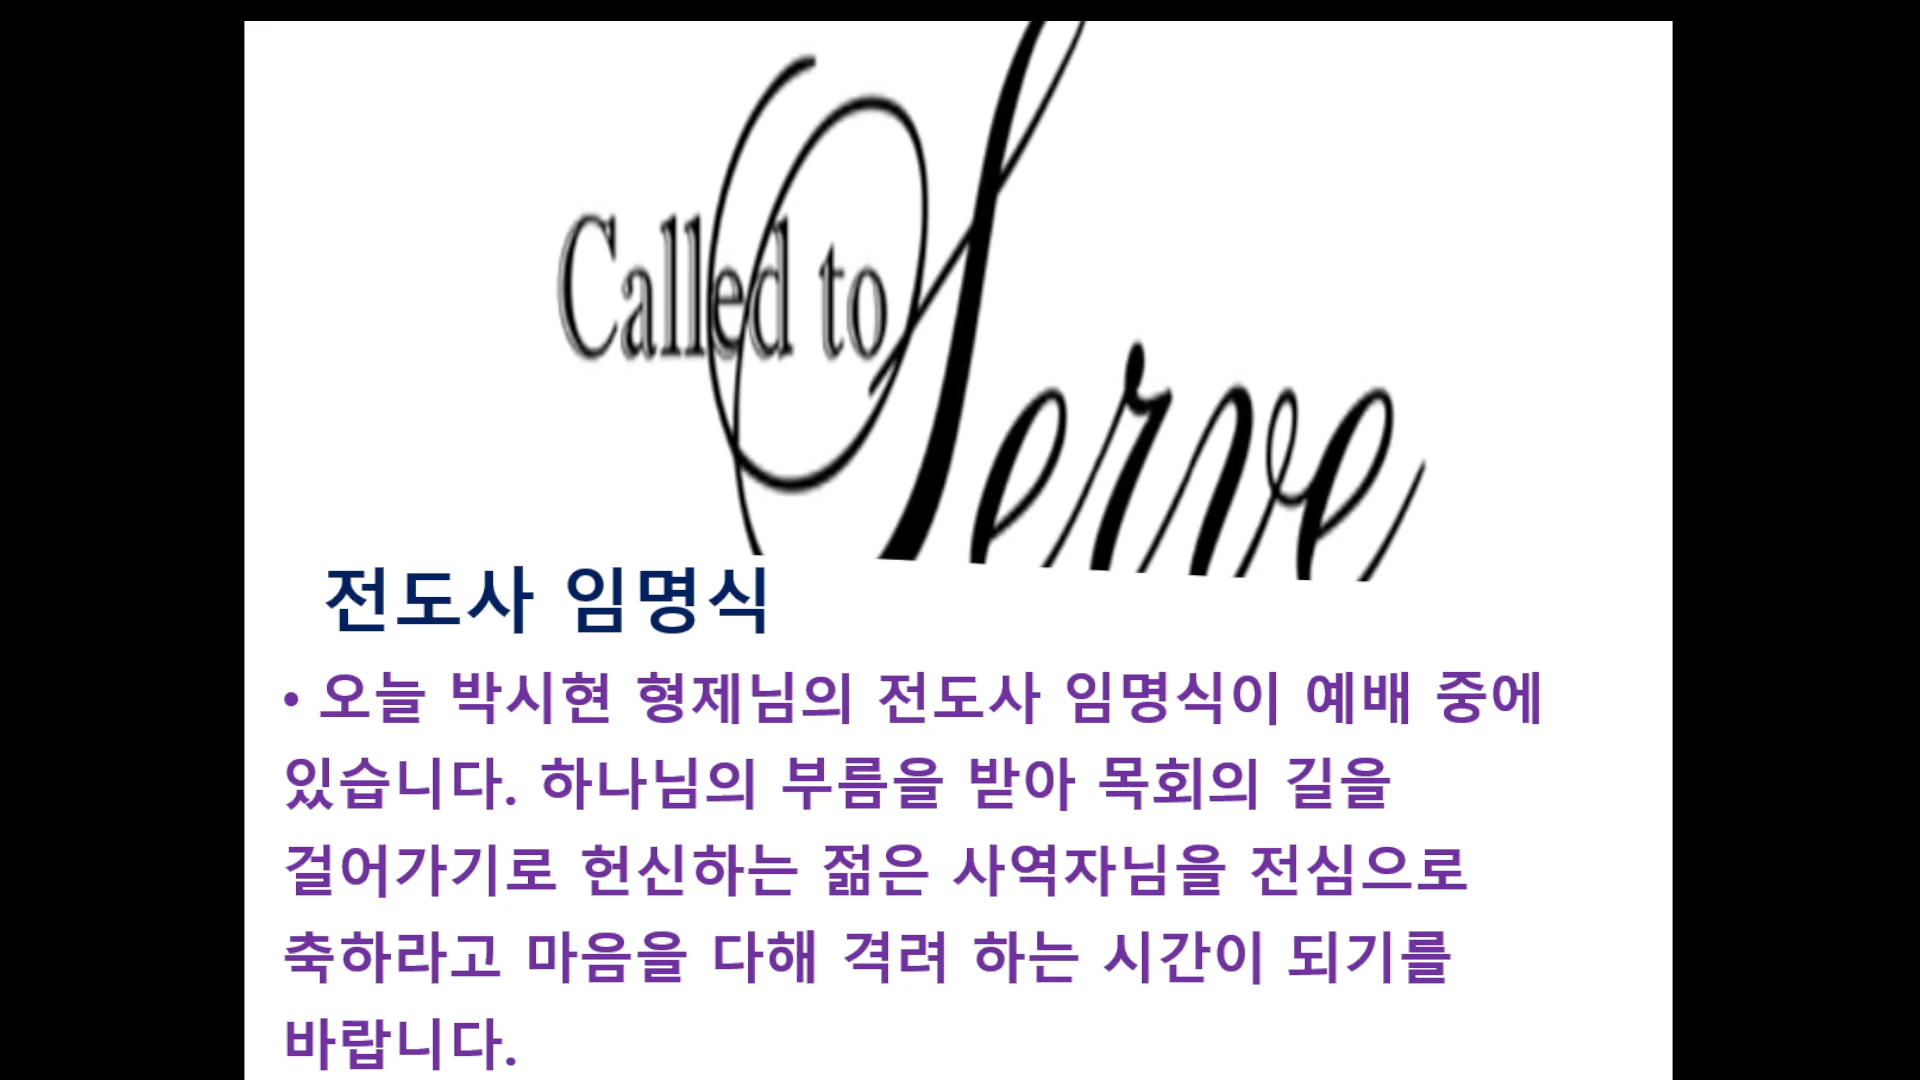 Called to Serve
전도사 임명식
• 오늘 박시현 형제님의 전도사 임명식이 예배 중에
있습니다. 하나님의 부름을 받아 목회의 길을
걸어가기로 헌신하는 젊은 사역자님을 전심으로
축하라고 마음을 다해 격려 하는 시간이 되기를
바랍니다.